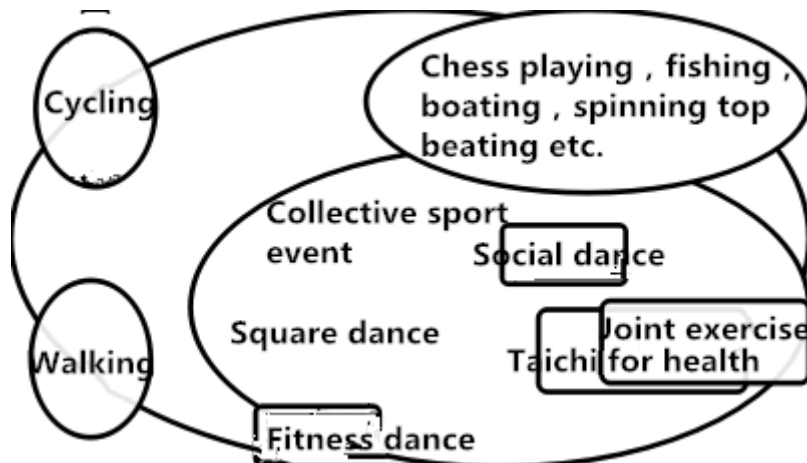 Cycling
Chess playing , fishing ,
boating , spinning top
beating etc.
Collective sport
event
Social dance
Square dance
Joint exercise
Taichi for health
Walking
Fitness dance